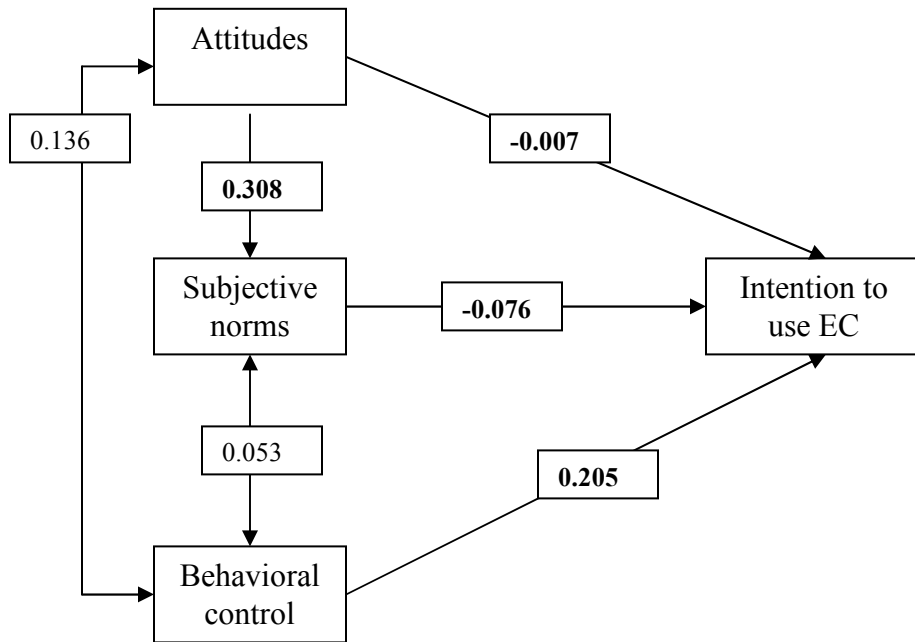 Attitudes
0.136
-0.007
0.308
Subjective
norms
-0.076
Intention to
use EC
0.053
0.205
Behavioral
control